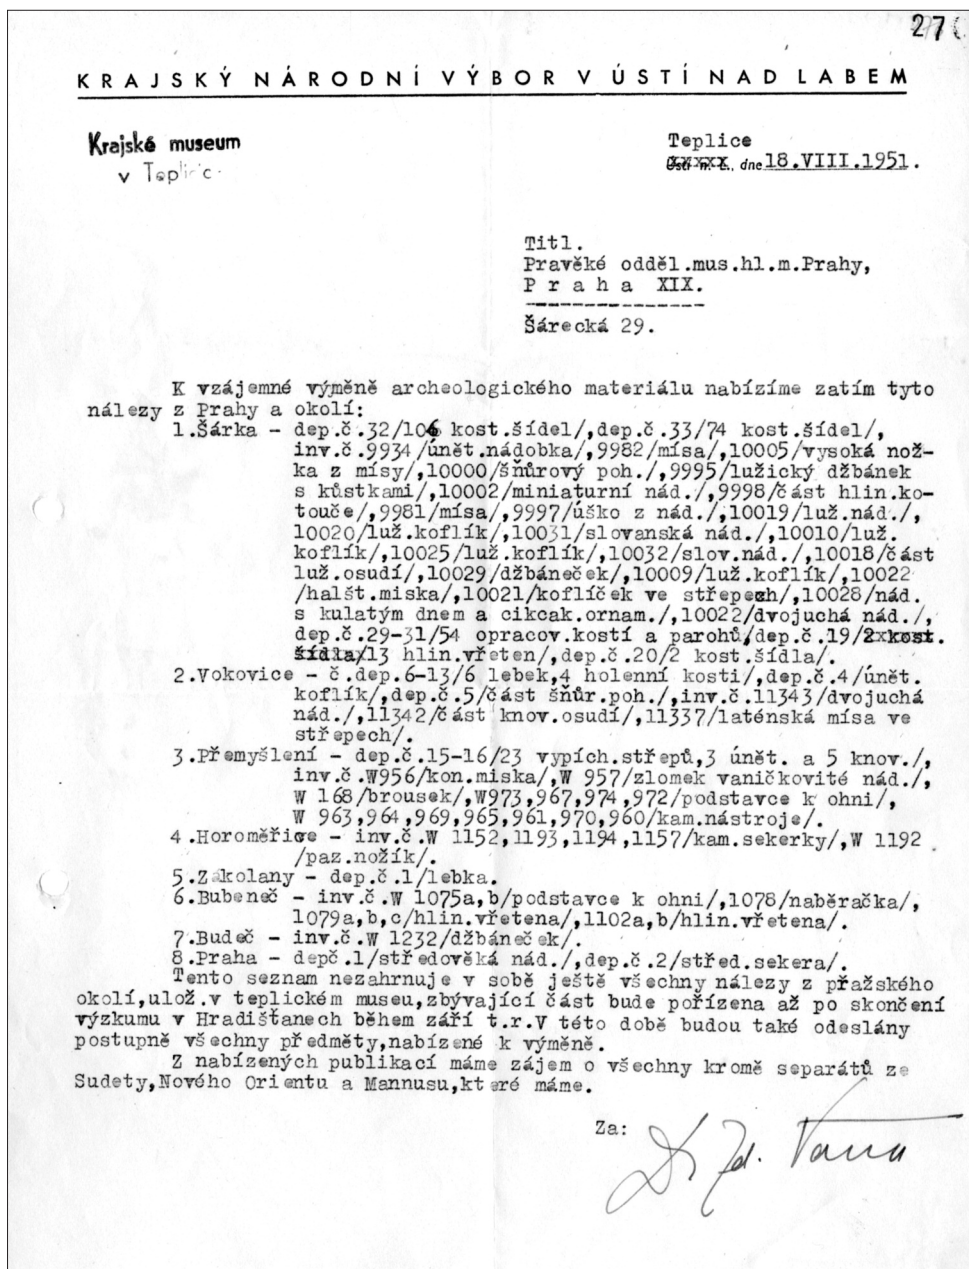 27
KRAJSKÝ NÁRODNÍ VÝBOR V ÚSTÍ NAD LABEM
Krajské museum
v Teplic
Teplice
dne 18.VIII.1951.
Titl.
Pravěké odděl.mus.hl.m.Prahy,
P r a h a XIX.
Šárecká 29.
K vzájemné výměně archeologického materiálu nabízíme zatím tyto
nálezy z Prahy a okolí:
1.Šárka - dep.č.32/106 kost.šídel/,dep.č.33/74 kost.šídel/,
inv.č.9934/únět.nádobka/,9982/mísa/,10005/vysoká nož-
ka z mísy/,10000/šňůrový poh./,9995/lužický džbánek
s kůstkami/,10002/miniaturní nád./,9998/část hlin.ko-
touče/,9981/mísa/,9997/úško z nád./,10019/luž.nád./,
10020/luž.koflík/,10031/slovanská nád./,10010/luž.
koflík/,10025/luž.koflík/,10032/slov.nád./,10018/část
luž.osudí/,10029/džbáneček/,10009/luž.koflík/,10022
/halšt.miska/,10021/koflíček ve střepech/,10028/nád.
s kulatým dnem a cikcak.ornam./,10022/dvojuchá nád./,
dep.č.29-31/54 opracov.kostí a parohů/dep.č.19/2xkost.
šídla/13 hlin.vřeten/,dep.č.20/2 kost.šídla/.
2.Vokovice - č.dep.6-13/6 lebek,4 holenní kosti/,dep.č.4/únět.
koflík/,dep.č.5/část šňůr.poh./,inv.č.11343/dvojuchá
nád./,11342/část knov.osudí/,11337/laténská mísa ve
střepech/.
3.Přemyšlení - dep.č.15-16/23 vypích.střepů,3 únět. a 5 knov./,
inv.č.W956/kon.miska/,W 957/zlomek vaničkovité nád./,
W 168/brousek/,W973,967,974,972/podstavce k ohni/,
W 963,964,969,965,961,970,960/kam.nástroje/.
4.Horoměřice - inv.č.W 1152,1193,1194,1157/kam.sekerky/,W 1192
/paz.nožík/.
5.Zákolany - dep.č.1/lebka.
6.Bubeneč - inv.č.W 1075a,b/podstavce k ohni/,1078/naběračka/,
1079a,b,c/hlin.vřetena/,1102a,b/hlin.vřetena/.
7.Budeč - inv.č.W 1232/džbáneček/.
8.Praha - depč.1/středověká nád./,dep.č.2/střed.sekera/.
Tento seznam nezahrnuje v sobě ještě všechny nálezy z pražského
okolí,ulož.v teplickém museu,zbývající část bude pořízena až po skončení
výzkumu v Hradišťanech během září t.r.V této době budou také odeslány
postupně všechny předměty,nabízené k výměně.
Z nabízených publikací máme zájem o všechny kromě separátů ze
Sudety,Nového Orientu a Mannusu,které máme.
Za:
Dr Zd. Váňa